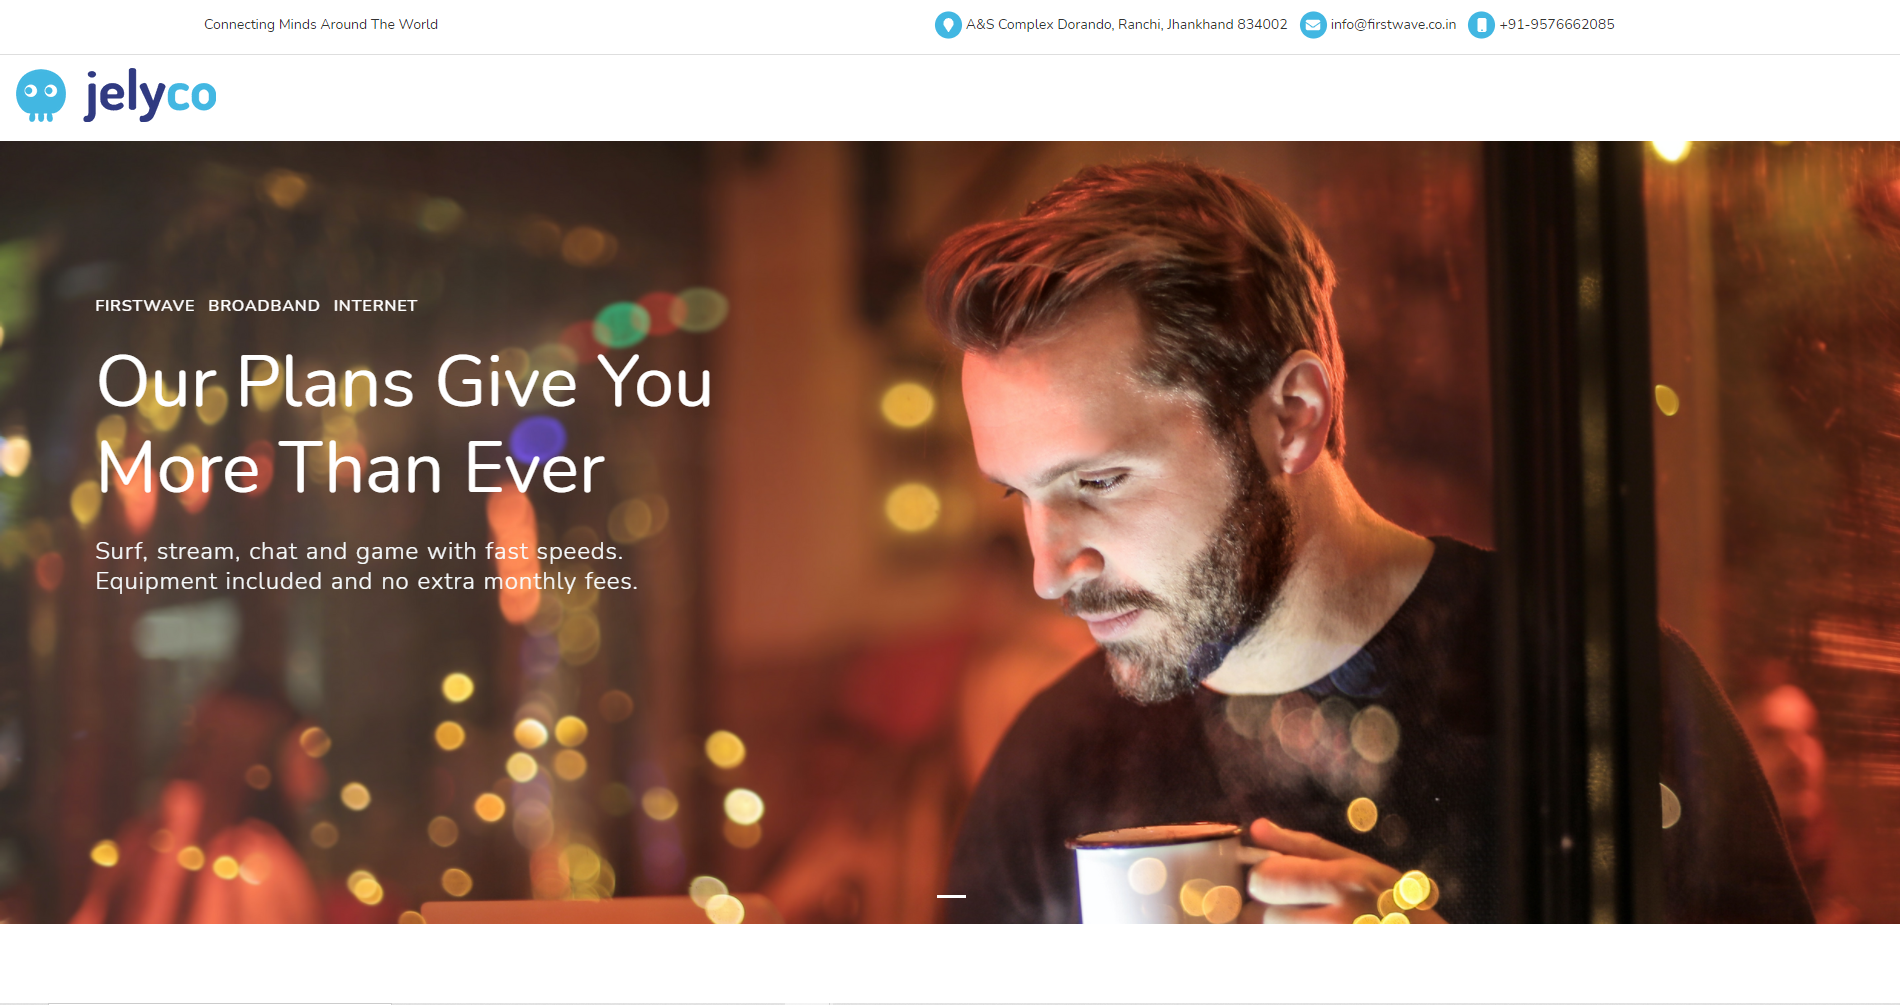 Connecting Minds Around The World
A&S Complex Dorando, Ranchi, Jhankhand 834002
info@firstwave.co.in
+91-9576662085
jelyco
FIRSTWAVE BROADBAND INTERNET
Our Plans Give You
More Than Ever
Surf, stream, chat and game with fast speeds.
Equipment included and no extra monthly fees.